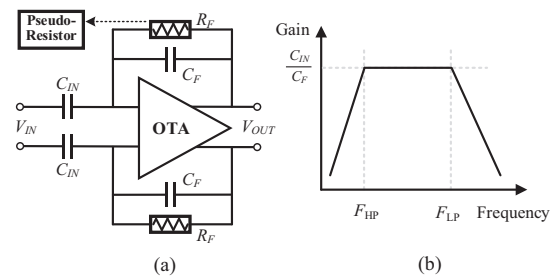 Pseudo-
Resistor
R_F
C_F
C_IN
V_IN
OTA
V_OUT
C_IN
C_F
R_F
(a)
Gain
C_IN
C_F
F_HP
F_LP
Frequency
(b)